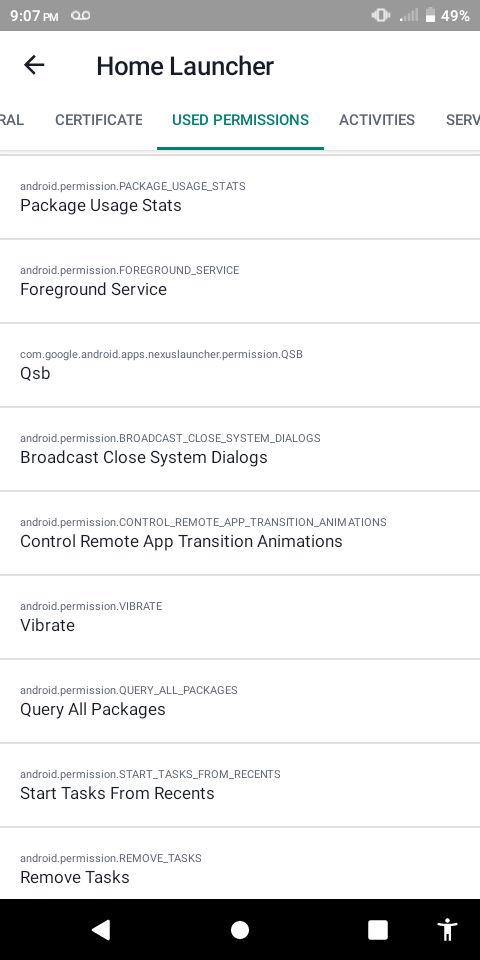 9:07 PM 49%
Home Launcher
RAL CERTIFICATE USED PERMISSIONS ACTIVITIES SERV
android.permission.PACKAGE_USAGE_STATS
Package Usage Stats
android.permission.FOREGROUND_SERVICE
Foreground Service
com.google.android.apps.nexuslauncher.permission.QSB
Qsb
android.permission.BROADCAST_CLOSE_SYSTEM_DIALOGS
Broadcast Close System Dialogs
android.permission.CONTROL_REMOTE_APP_TRANSITION_ANIMATIONS
Control Remote App Transition Animations
android.permission.VIBRATE
Vibrate
android.permission.QUERY_ALL_PACKAGES
Query All Packages
android.permission.START_TASKS_FROM_RECENTS
Start Tasks From Recents
android.permission.REMOVE_TASKS
Remove Tasks